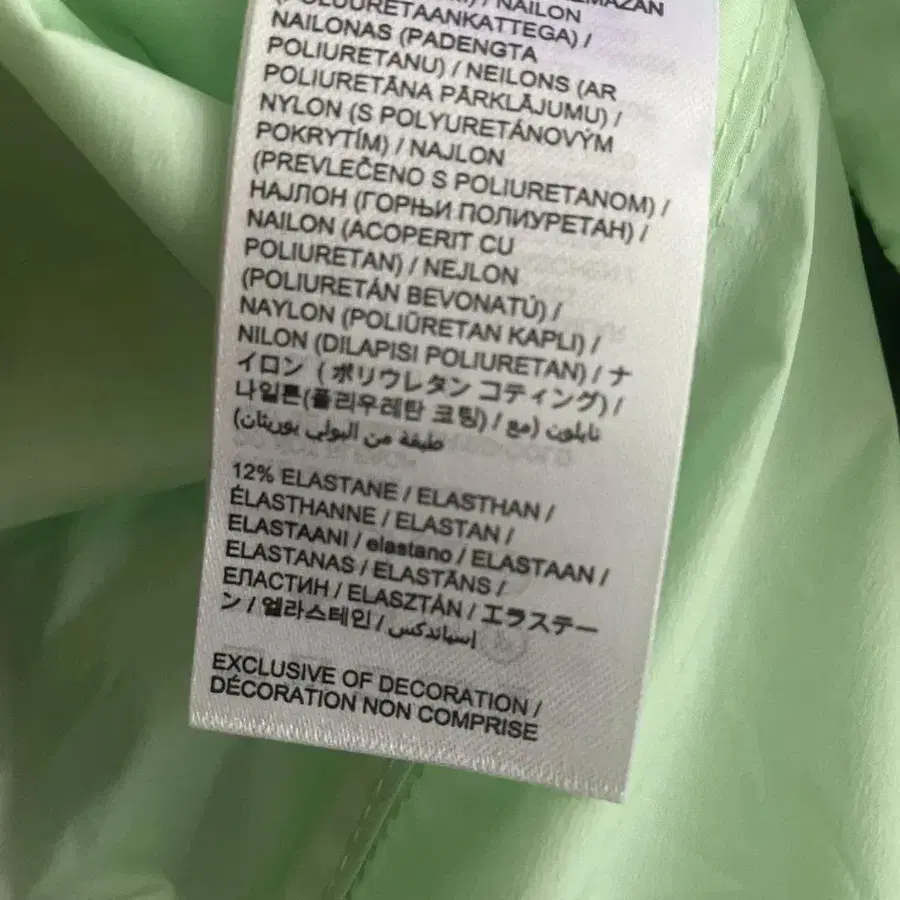 NAILON
(POLUURETAANKATTEGA) /
NAILONAS (PADENGTA
POLIURETANU) / NEILONS (AR
POLIURETĀNA PĀRKLĀJUMU) /
NYLON (S POLYURETÁNOVÝM
POKRYTÍM) / NAJLON
(PREVLEČENO S POLIURETANOM) /
НАЈЛОН (ГОРЊИ ПОЛИУРЕТАН) /
NAILON (ACOPERIT CU
POLIURETAN) / NEJLON
(POLIURETÁN BEVONATÚ) /
NAYLON (POLIÜRETAN KAPLI) /
NILON (DILAPISI POLIURETAN) / ナ
イロン ( ポリウレタン コティング) /
나일론(폴리우레탄 코팅) / نايلون (مع
طبقة من البولي يوريثان)
12% ELASTANE / ELASTHAN /
ÉLASTHANNE / ELASTAN /
ELASTAANI / elastano / ELASTAAN /
ELASTANAS / ELASTĀNS /
ЕЛАСТИН / ELASZTÁN / エラステー
ン / 엘라스테인 / إسباندكس
EXCLUSIVE OF DECORATION /
DÉCORATION NON COMPRISE